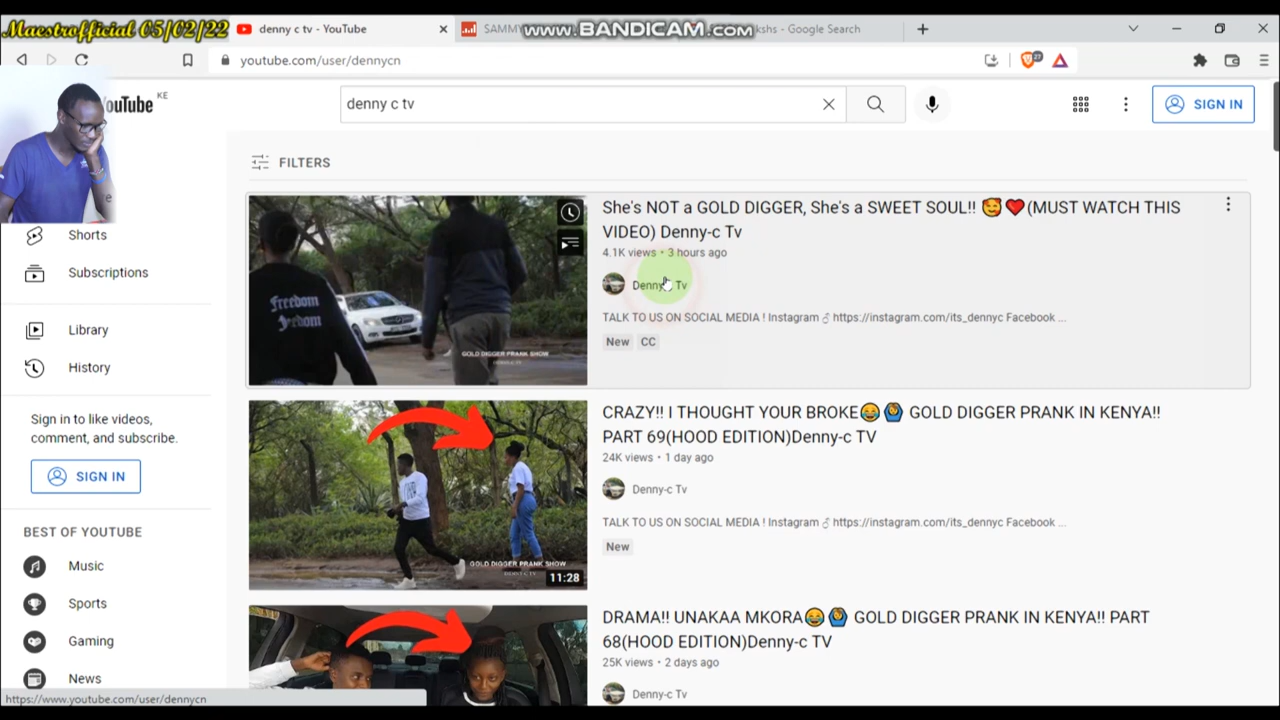 Maestrofficial 05/02/22
denny c tv - YouTube
SAMMY
www.BANDICAM.com
kshs - Google Search
youtube.com/user/dennycn
27
YouTube KE
denny c tv
SIGN IN
FILTERS
Shorts
Subscriptions
Library
History
Sign in to like videos,
comment, and subscribe.
SIGN IN
BEST OF YOUTUBE
Music
Sports
Gaming
News
https://www.youtube.com/user/dennycn
Freedom
Freedom
GOLD DIGGER PRANK SHOW
DENNY-C TV
She's NOT a GOLD DIGGER, She's a SWEET SOUL!! 🥰❤️(MUST WATCH THIS
VIDEO) Denny-c Tv
4.1K views • 3 hours ago
Denny-c Tv
TALK TO US ON SOCIAL MEDIA ! Instagram ☝ https://instagram.com/its_dennyc Facebook ...
New CC
GOLD DIGGER PRANK SHOW
DENNY-C TV
11:28
CRAZY!! I THOUGHT YOUR BROKE😂🙆‍♂️ GOLD DIGGER PRANK IN KENYA!!
PART 69(HOOD EDITION)Denny-c TV
24K views • 1 day ago
Denny-c Tv
TALK TO US ON SOCIAL MEDIA ! Instagram ☝ https://instagram.com/its_dennyc Facebook ...
New
DRAMA!! UNAKAA MKORA😂🙆‍♂️ GOLD DIGGER PRANK IN KENYA!! PART
68(HOOD EDITION)Denny-c TV
25K views • 2 days ago
Denny-c Tv